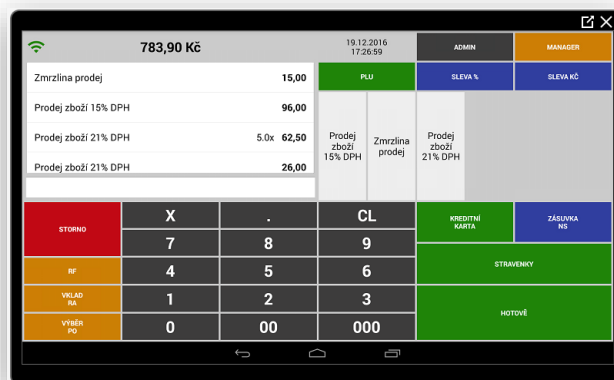 783,90 Kč
19.12.2016
17:26:59
ADMIN
MANAGER
Zmrzlina prodej 15,00
Prodej zboží 15% DPH 96,00
Prodej zboží 21% DPH 5.0x 62,50
Prodej zboží 21% DPH 26,00
PLU
SLEVA %
SLEVA KČ
Prodej
zboží
15% DPH
Zmrzlina
prodej
Prodej
zboží
21% DPH
STORNO
X
.
CL
KREDITNÍ
KARTA
ZÁSUVKA
NS
7
8
9
RF
4
5
6
STRAVENKY
VKLAD
RA
1
2
3
HOTOVĚ
VÝBĚR
PO
0
00
000